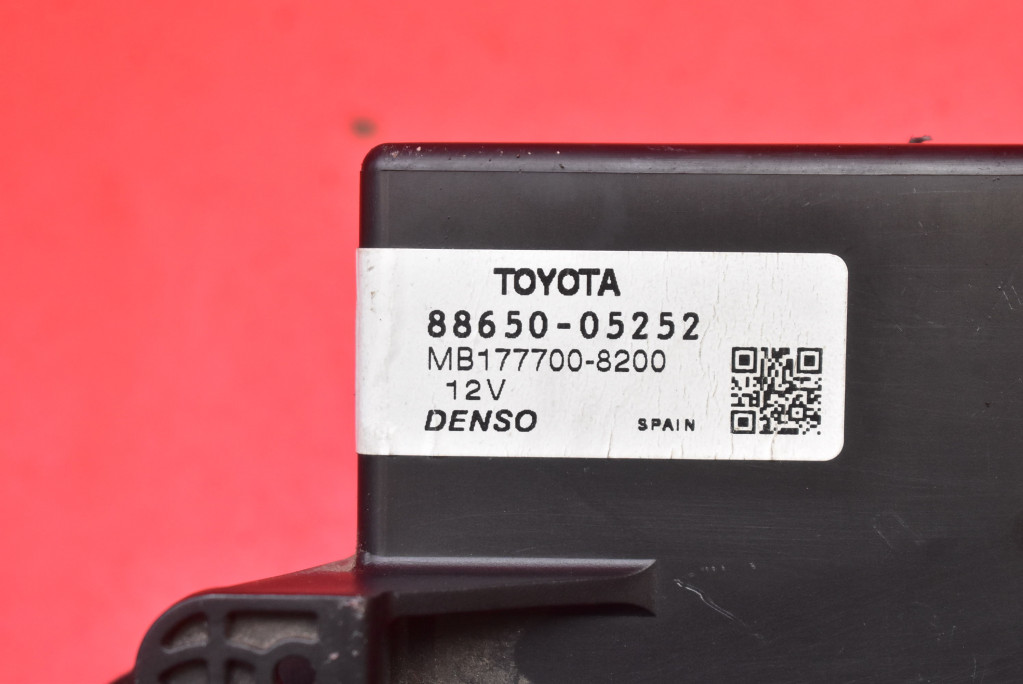 TOYOTA
88650-05252
MB177700-8200
12V
DENSO SPAIN